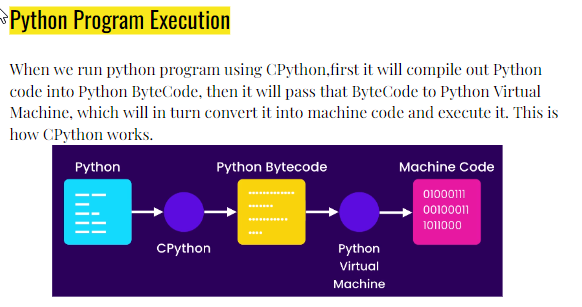 Python Program Execution
When we run python program using CPython,first it will compile out Python
code into Python ByteCode, then it will pass that ByteCode to Python Virtual
Machine, which will in turn convert it into machine code and execute it. This is
how CPython works.
Python
Python Bytecode
Machine Code
01000111
00100011
1011000
CPython
Python
Virtual
Machine